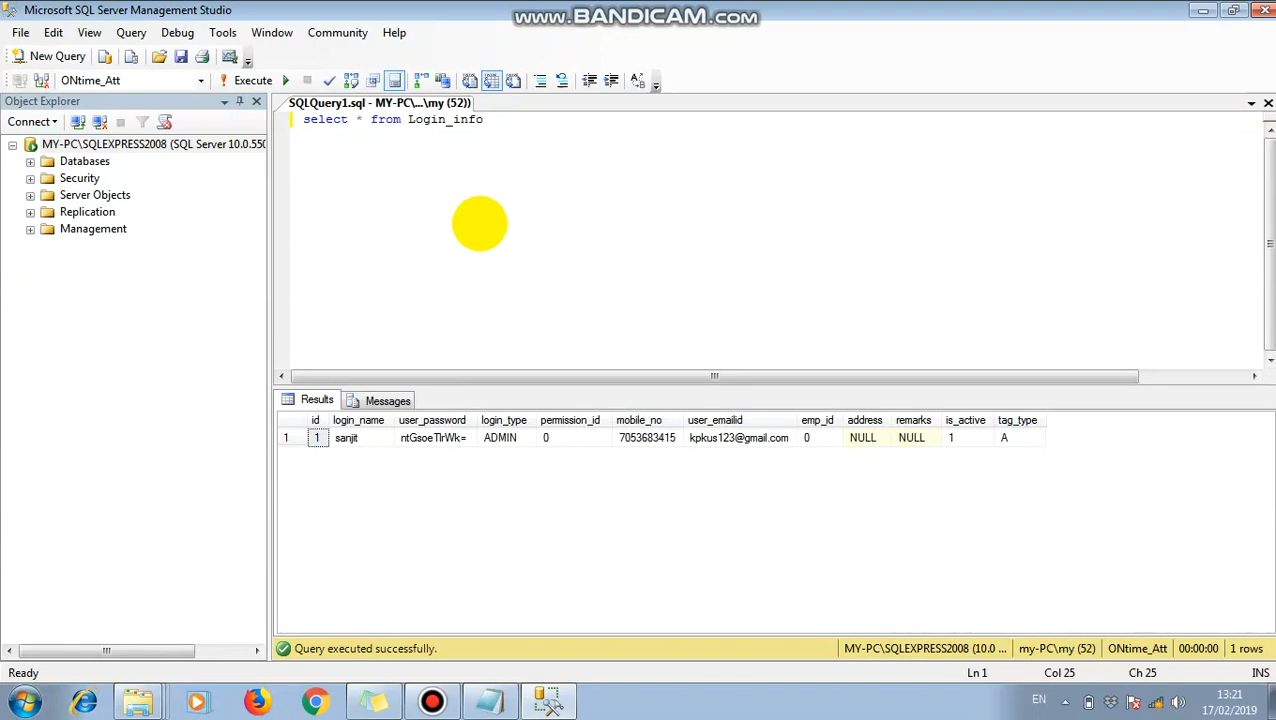 Microsoft SQL Server Management Studio
www.BANDICAM.com
File Edit View Query Debug Tools Window Community Help
New Query
ONtime_Att Execute
Object Explorer
SQLQuery1.sql - MY-PC\...\my (52))
Connect
select * from Login_info
MY-PC\SQLEXPRESS2008 (SQL Server 10.0.550
Databases
Security
Server Objects
Replication
Management
Results Messages
id login_name user_password login_type permission_id mobile_no user_emailid emp_id address remarks is_active tag_type
1 1 sanjit ntGsoeTlrWk= ADMIN 0 7053683415 kpkus123@gmail.com 0 NULL NULL 1 A
Query executed successfully. MY-PC\SQLEXPRESS2008 (10.0 ... my-PC\my (52) ONtime_Att 00:00:00 1 rows
Ready Ln 1 Col 25 Ch 25 INS
EN 13:21
17/02/2019